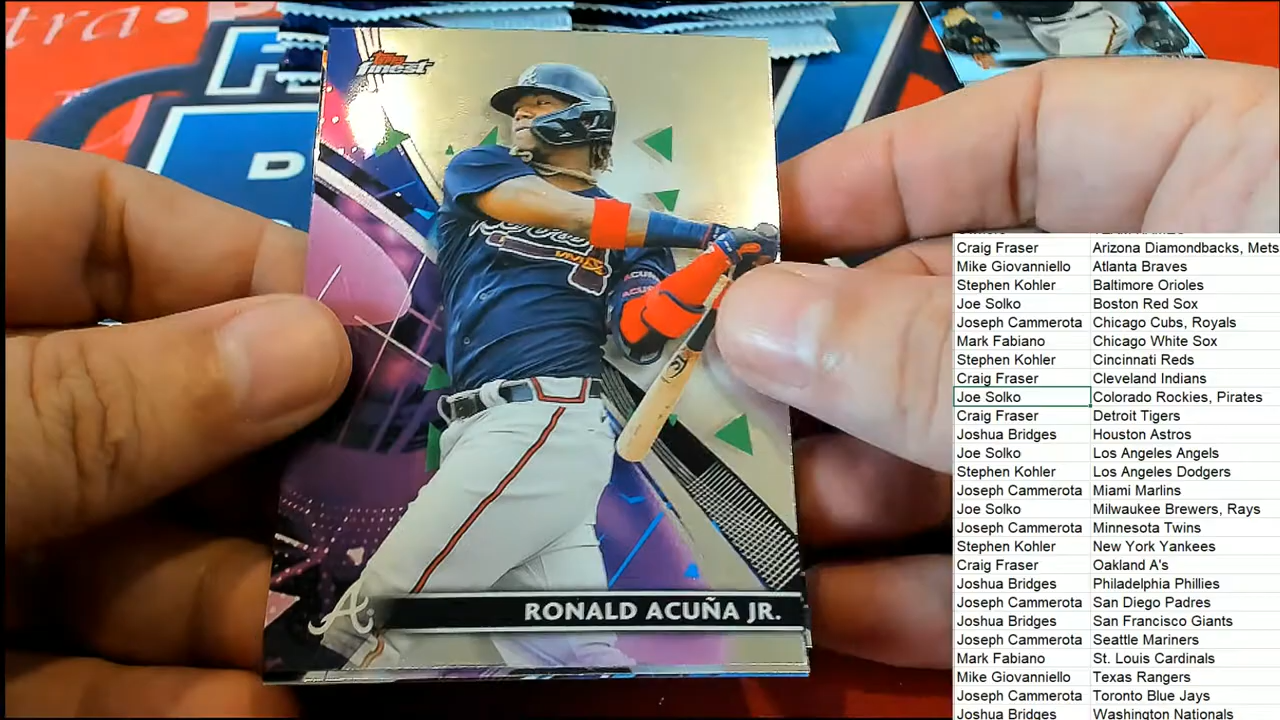 tra
D
Topps
finest
ACUÑA
RONALD ACUÑA JR.
A
Craig Fraser Arizona Diamondbacks, Mets
Mike Giovanniello Atlanta Braves
Stephen Kohler Baltimore Orioles
Joe Solko Boston Red Sox
Joseph Cammerota Chicago Cubs, Royals
Mark Fabiano Chicago White Sox
Stephen Kohler Cincinnati Reds
Craig Fraser Cleveland Indians
Joe Solko Colorado Rockies, Pirates
Craig Fraser Detroit Tigers
Joshua Bridges Houston Astros
Joe Solko Los Angeles Angels
Stephen Kohler Los Angeles Dodgers
Joseph Cammerota Miami Marlins
Joe Solko Milwaukee Brewers, Rays
Joseph Cammerota Minnesota Twins
Stephen Kohler New York Yankees
Craig Fraser Oakland A's
Joshua Bridges Philadelphia Phillies
Joseph Cammerota San Diego Padres
Joshua Bridges San Francisco Giants
Joseph Cammerota Seattle Mariners
Mark Fabiano St. Louis Cardinals
Mike Giovanniello Texas Rangers
Joseph Cammerota Toronto Blue Jays
Joshua Bridges Washington Nationals